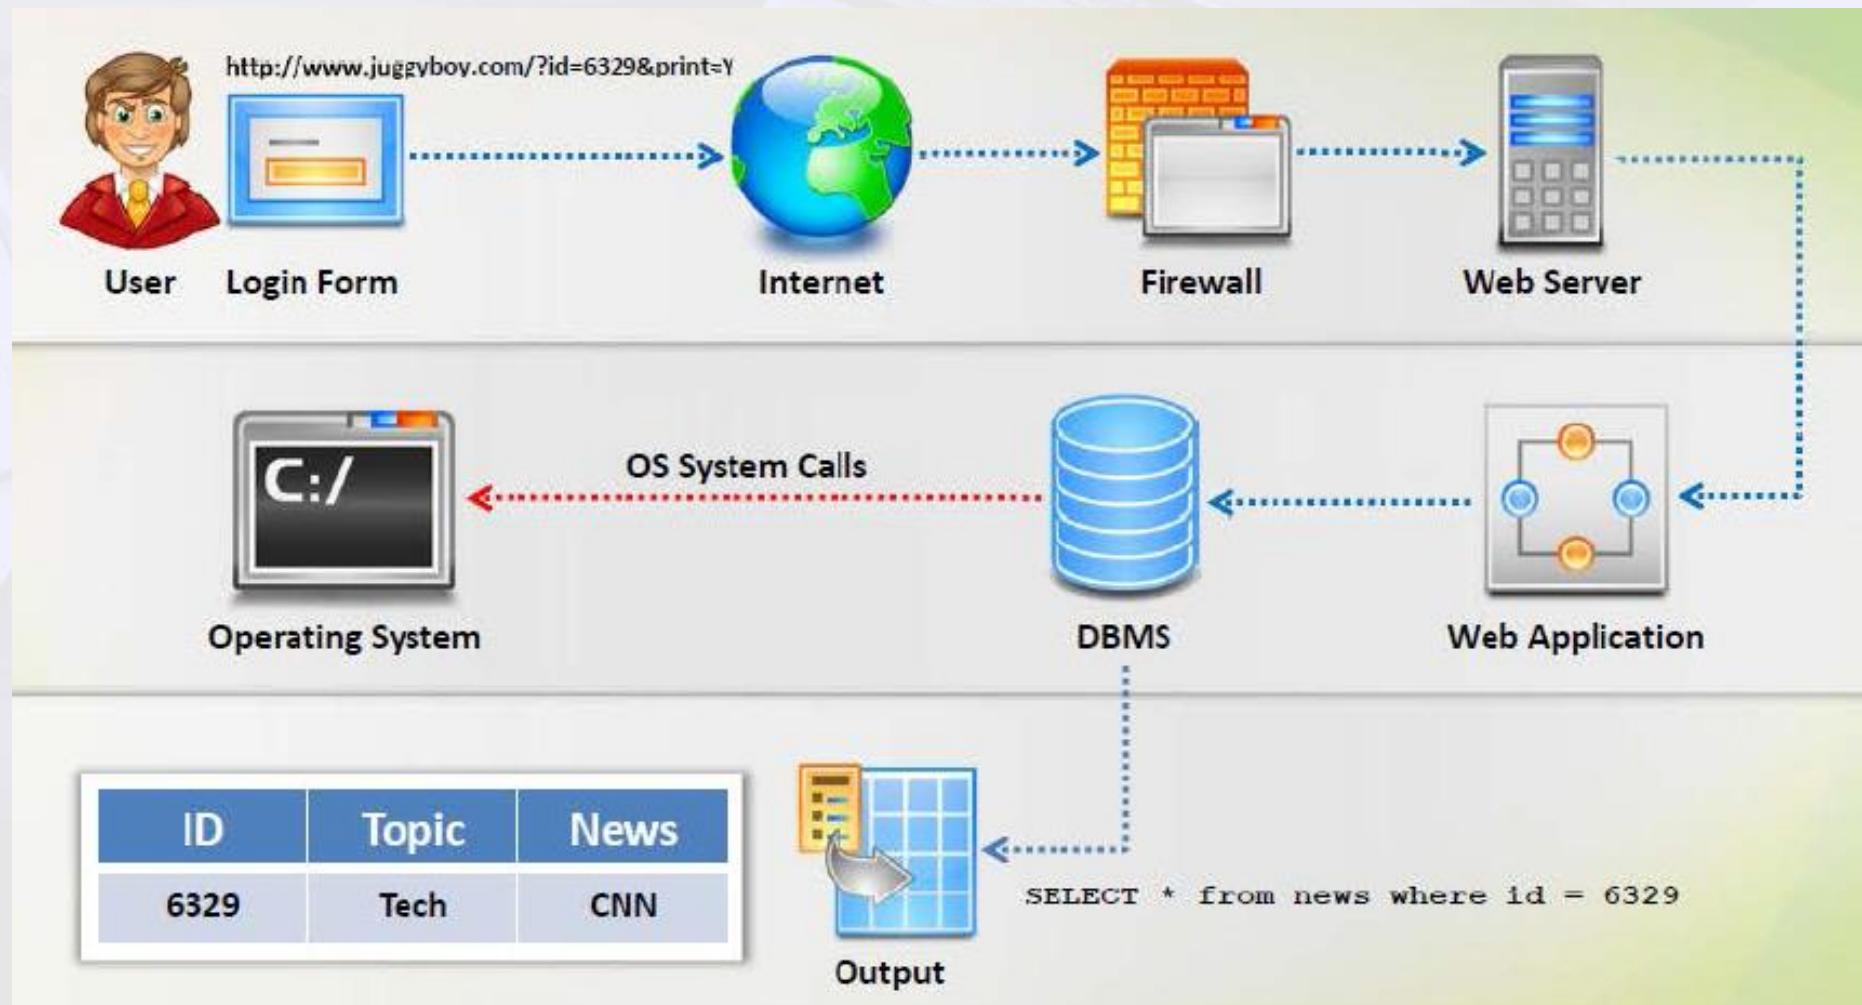 http://www.juggyboy.com/?id=6329&print=Y
User
Login Form
Internet
Firewall
Web Server
C:/
OS System Calls
Operating System
DBMS
Web Application
ID Topic News
6329 Tech CNN
SELECT * from news where id = 6329
Output